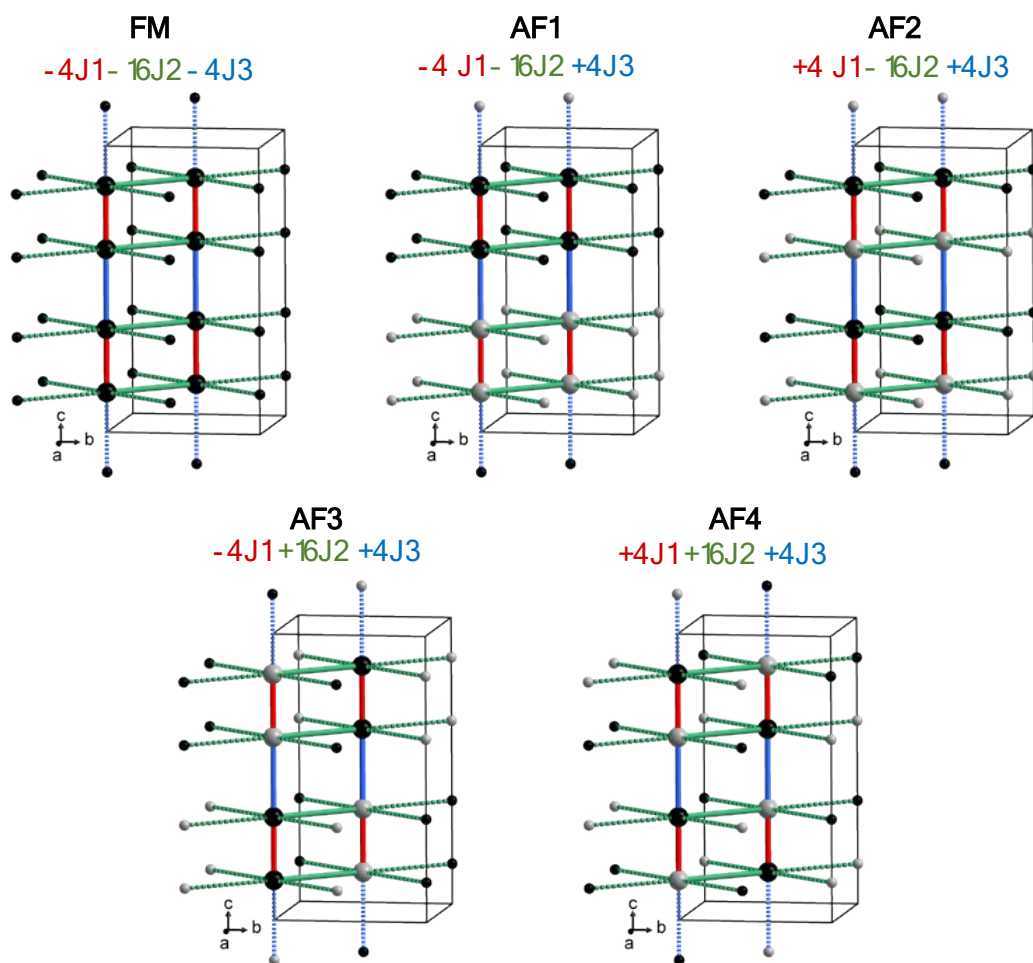 FM
- 4J1 - 16J2 - 4J3
AF1
- 4 J1 - 16J2 +4J3
AF2
+4 J1 - 16J2 +4J3
c
b
a
c
b
a
c
b
a
AF3
- 4J1 +16J2 +4J3
AF4
+4J1 +16J2 +4J3
c
b
a
c
b
a